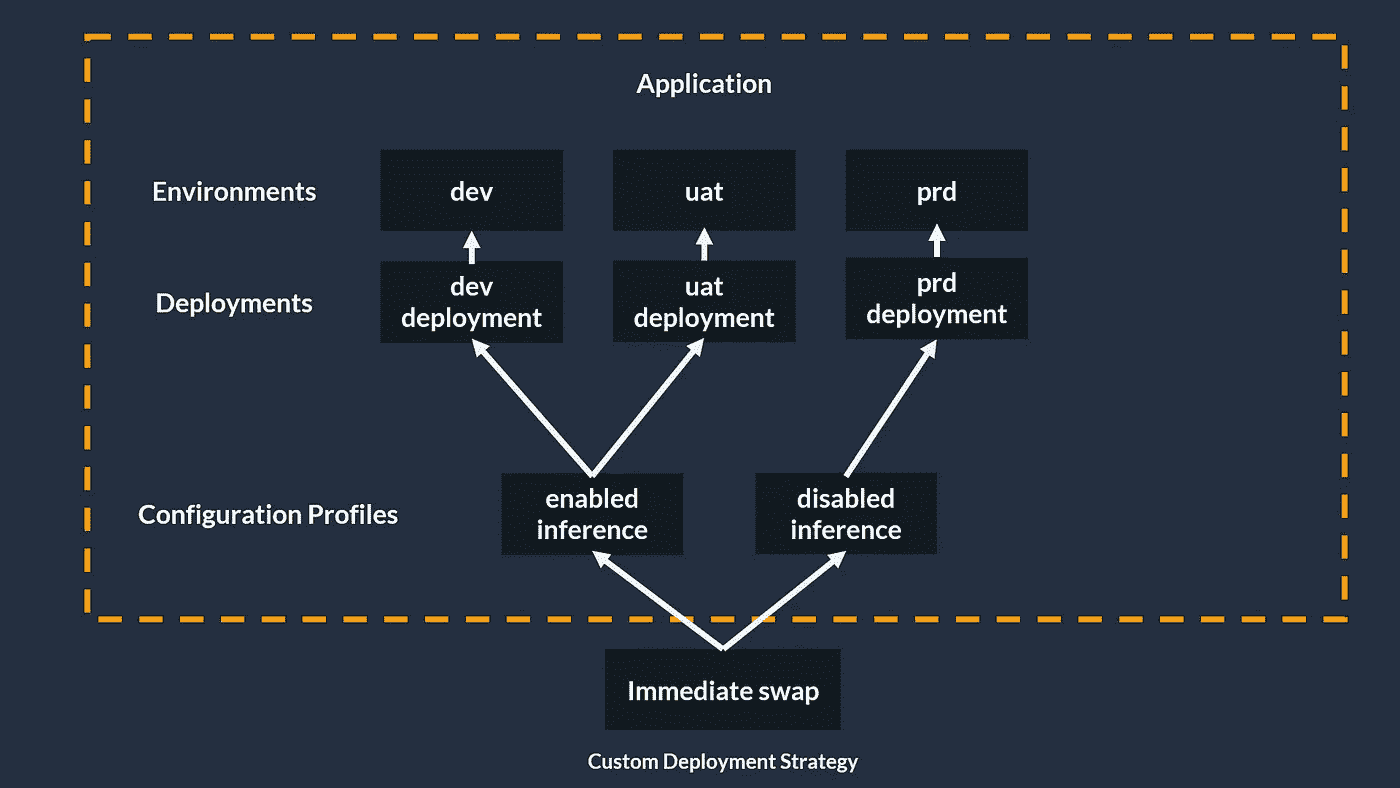 Application
Environments
dev
uat
prd
Deployments
dev
deployment
uat
deployment
prd
deployment
Configuration Profiles
enabled
inference
disabled
inference
Immediate swap
Custom Deployment Strategy